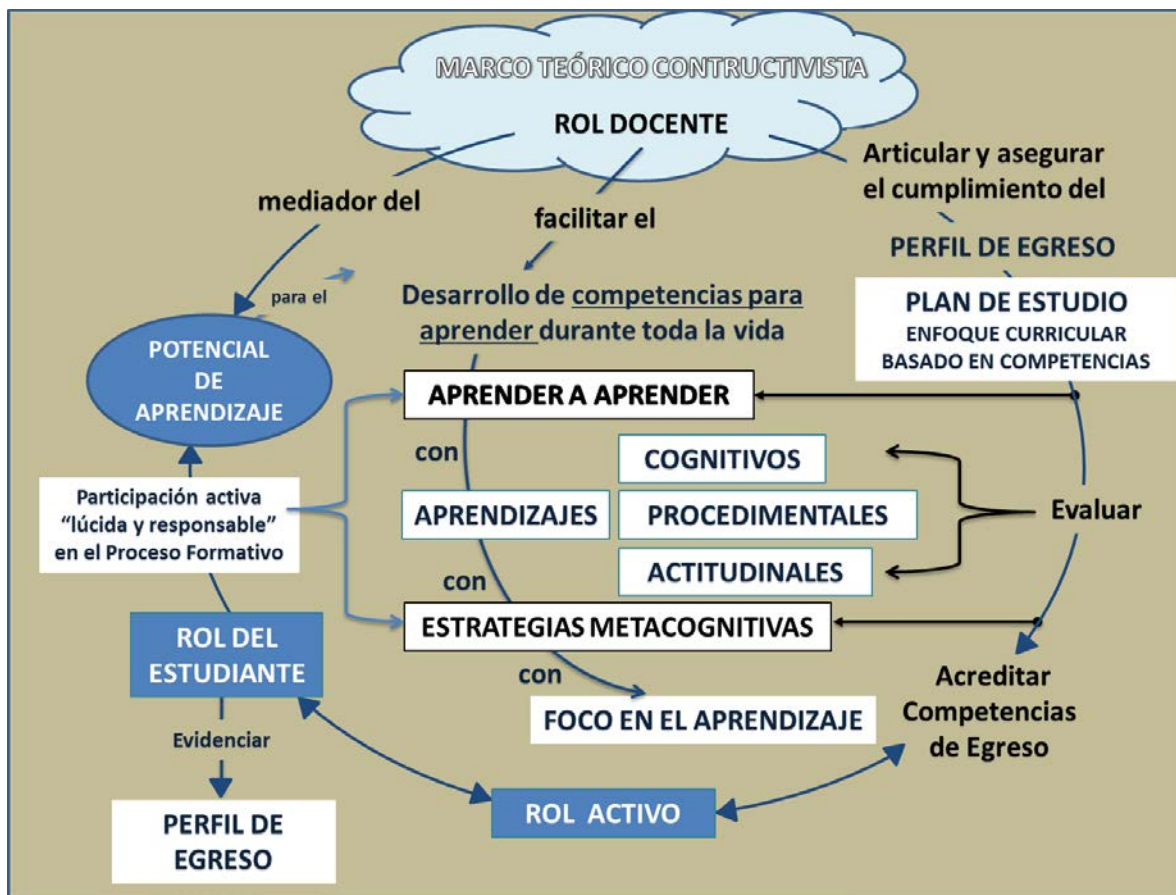 MARCO TEÓRICO CONTRUCTIVISTA
ROL DOCENTE
mediador del
facilitar el
Articular y asegurar
el cumplimiento del
PERFIL DE EGRESO
PLAN DE ESTUDIO
ENFOQUE CURRICULAR
BASADO EN COMPETENCIAS
para el
Desarrollo de competencias para
aprender durante toda la vida
POTENCIAL
DE
APRENDIZAJE
APRENDER A APRENDER
con
COGNITIVOS
APRENDIZAJES
PROCEDIMENTALES
ACTITUDINALES
Evaluar
Participación activa
“lúcida y responsable”
en el Proceso Formativo
con
ESTRATEGIAS METACOGNITIVAS
ROL DEL
ESTUDIANTE
con
FOCO EN EL APRENDIZAJE
Acreditar
Competencias
de Egreso
Evidenciar
ROL ACTIVO
PERFIL DE
EGRESO